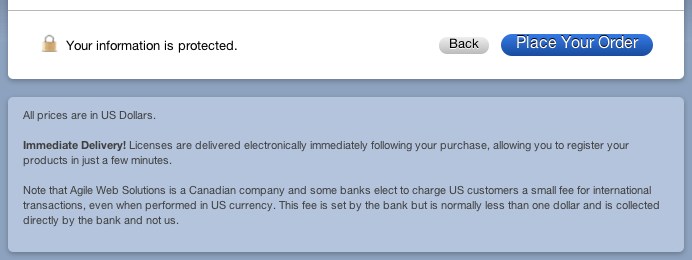 Your information is protected. Back Place Your Order
All prices are in US Dollars.
Immediate Delivery! Licenses are delivered electronically immediately following your purchase, allowing you to register your
products in just a few minutes.
Note that Agile Web Solutions is a Canadian company and some banks elect to charge US customers a small fee for international
transactions, even when performed in US currency. This fee is set by the bank but is normally less than one dollar and is collected
directly by the bank and not us.